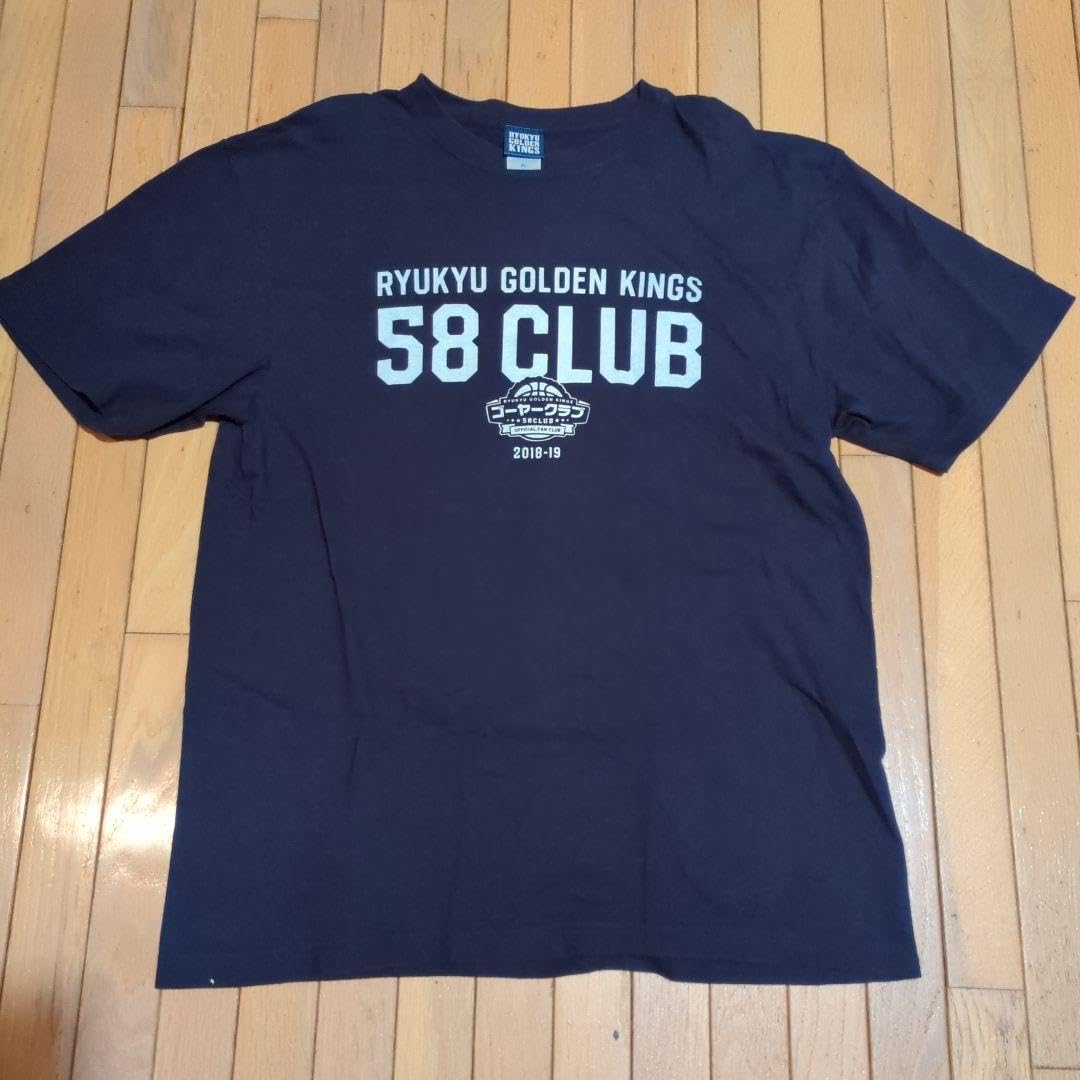 RYUKYU
GOLDEN
KINGS
RYUKYU GOLDEN KINGS
58 CLUB
RYUKYU GOLDEN KINGS
ゴーヤークラブ
58CLUB
OFFICIAL FAN CLUB
2018-19